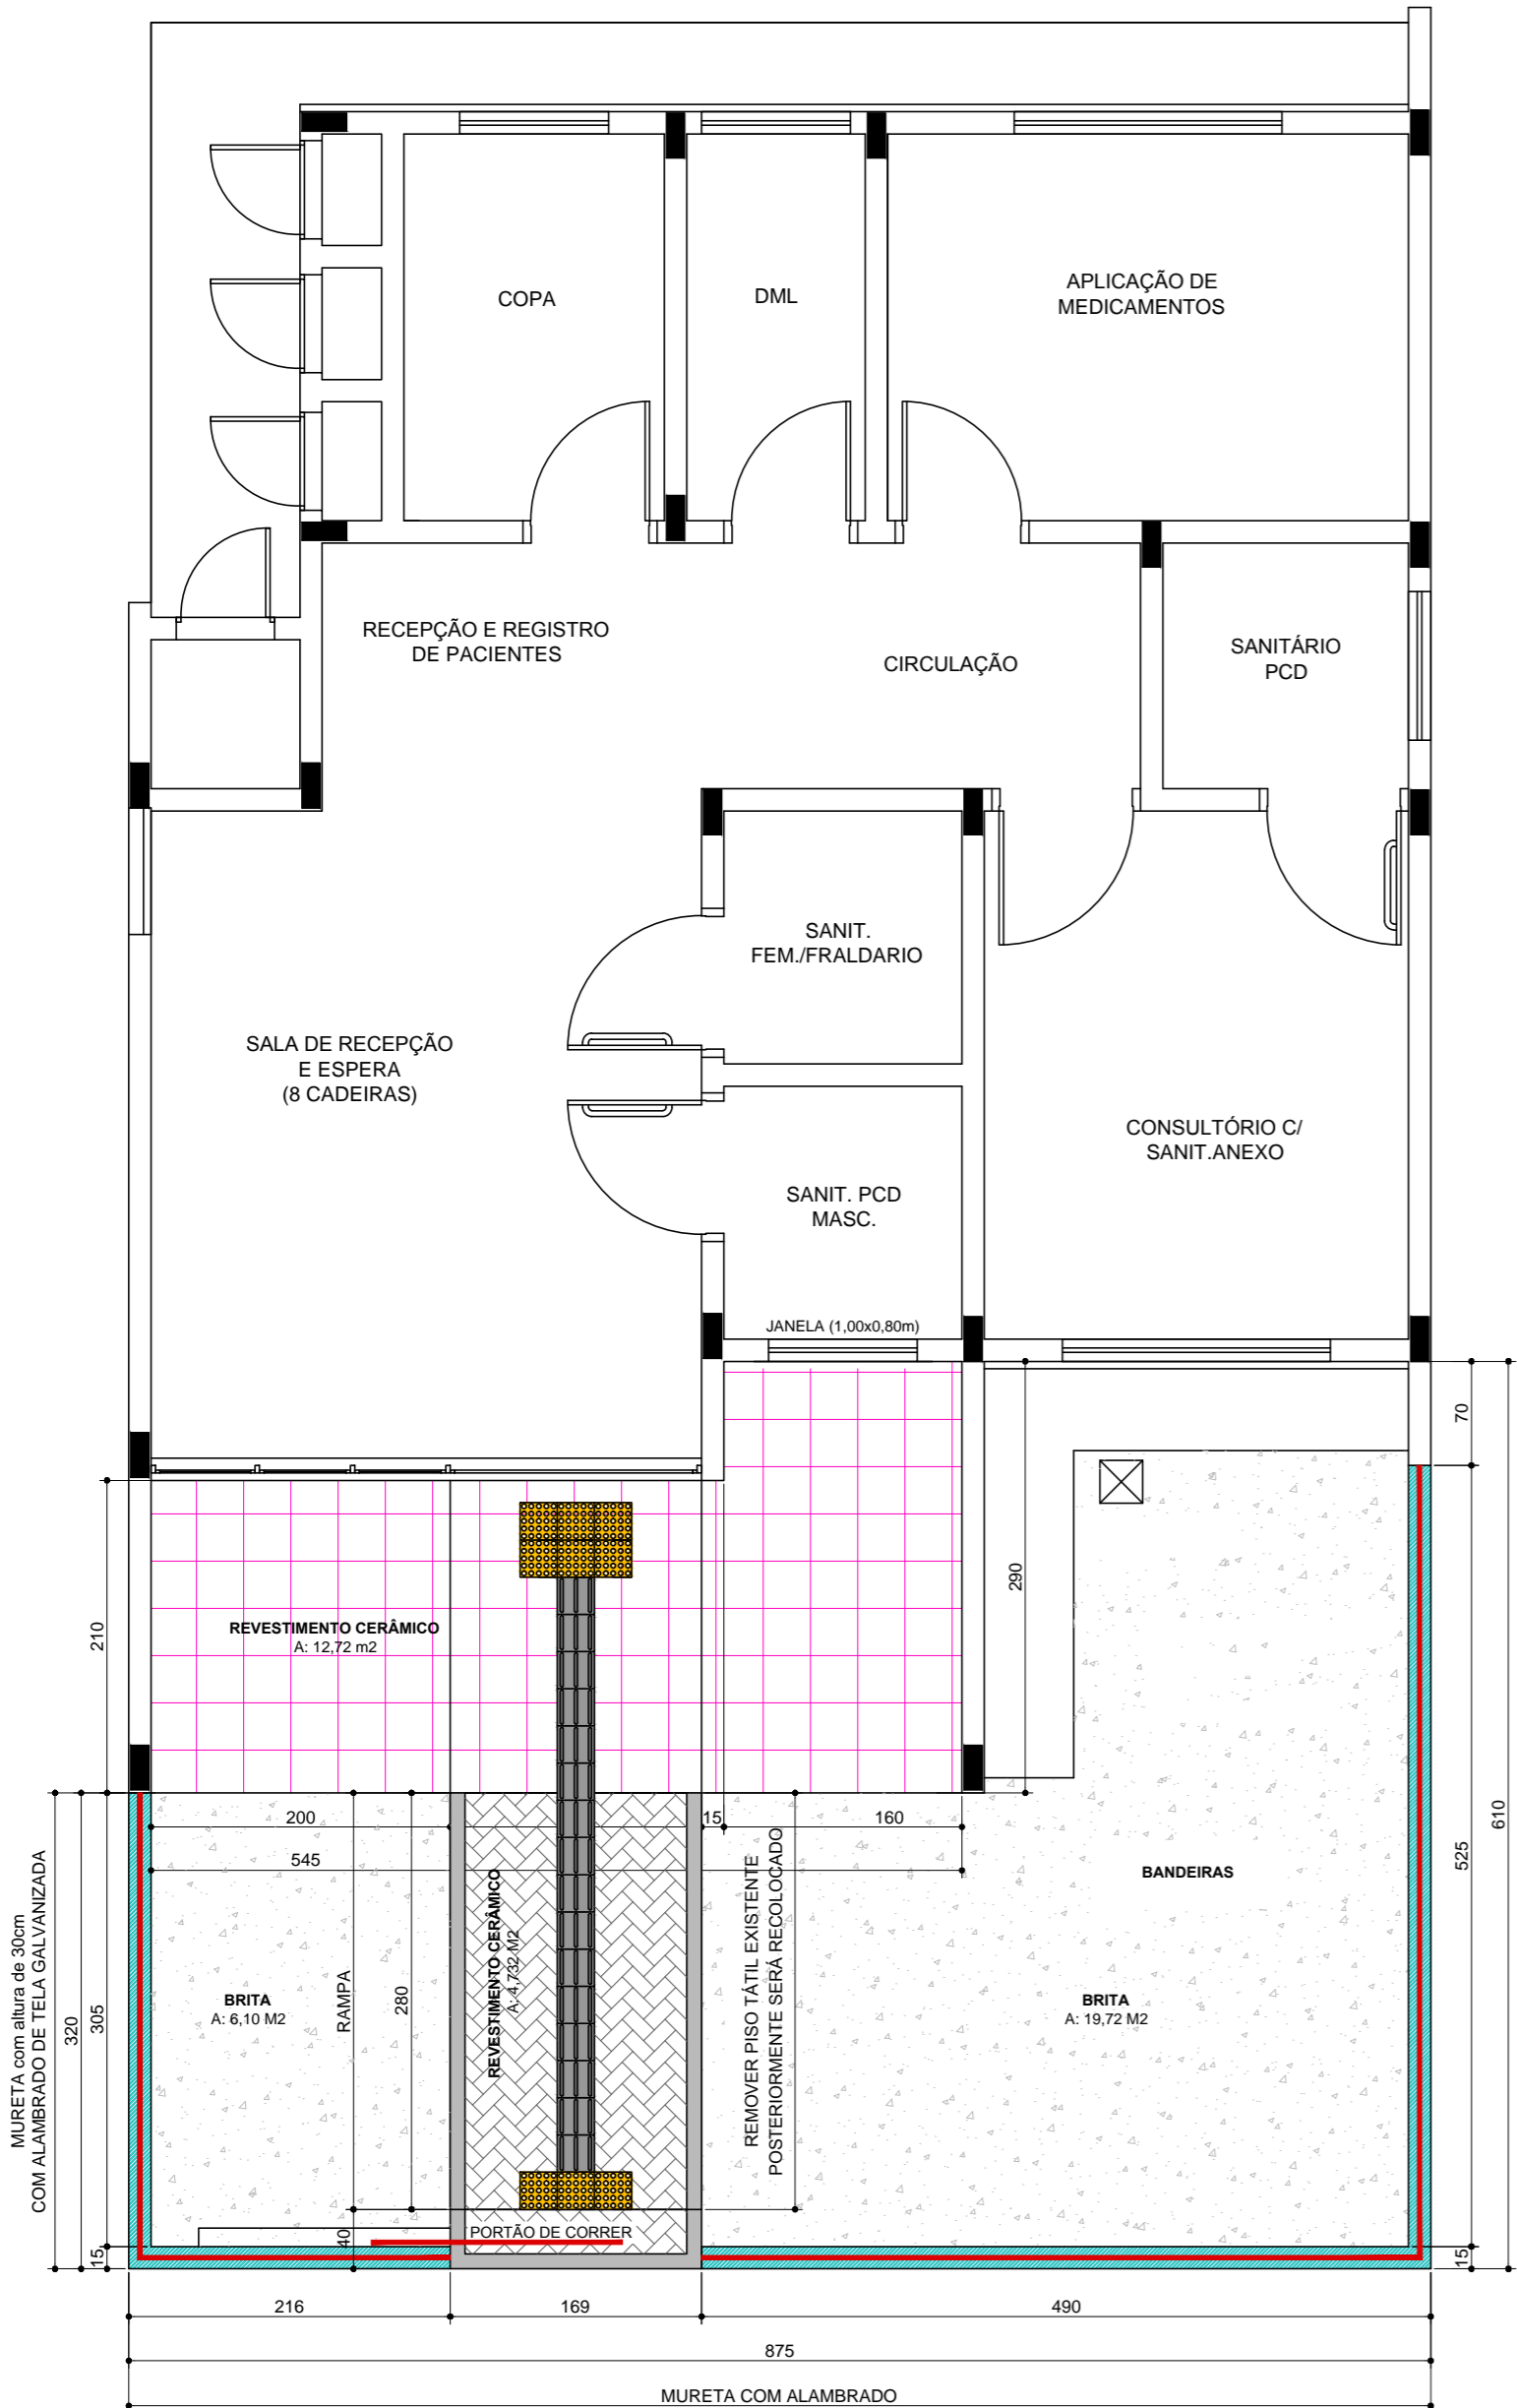 COPA
DML
APLICAÇÃO DE
MEDICAMENTOS
RECEPÇÃO E REGISTRO
DE PACIENTES
CIRCULAÇÃO
SANITÁRIO
PCD
SANIT.
FEM./FRALDARIO
SALA DE RECEPÇÃO
E ESPERA
(8 CADEIRAS)
CONSULTÓRIO C/
SANIT.ANEXO
SANIT. PCD
MASC.
JANELA (1,00x0,80m)
70
290
210
REVESTIMENTO CERÂMICO
A: 12,72 m2
610
525
200
15
160
545
BANDEIRAS
MURETA com altura de 30cm
COM ALAMBRADO DE TELA GALVANIZADA
320
305
RAMPA
280
REVESTIMENTO CERÂMICO
A: 4,732 M2
REMOVER PISO TÁTIL EXISTENTE
POSTERIORMENTE SERÁ RECOLOCADO
BRITA
A: 6,10 M2
BRITA
A: 19,72 M2
PORTÃO DE CORRER
40
15
15
216
169
490
875
MURETA COM ALAMBRADO